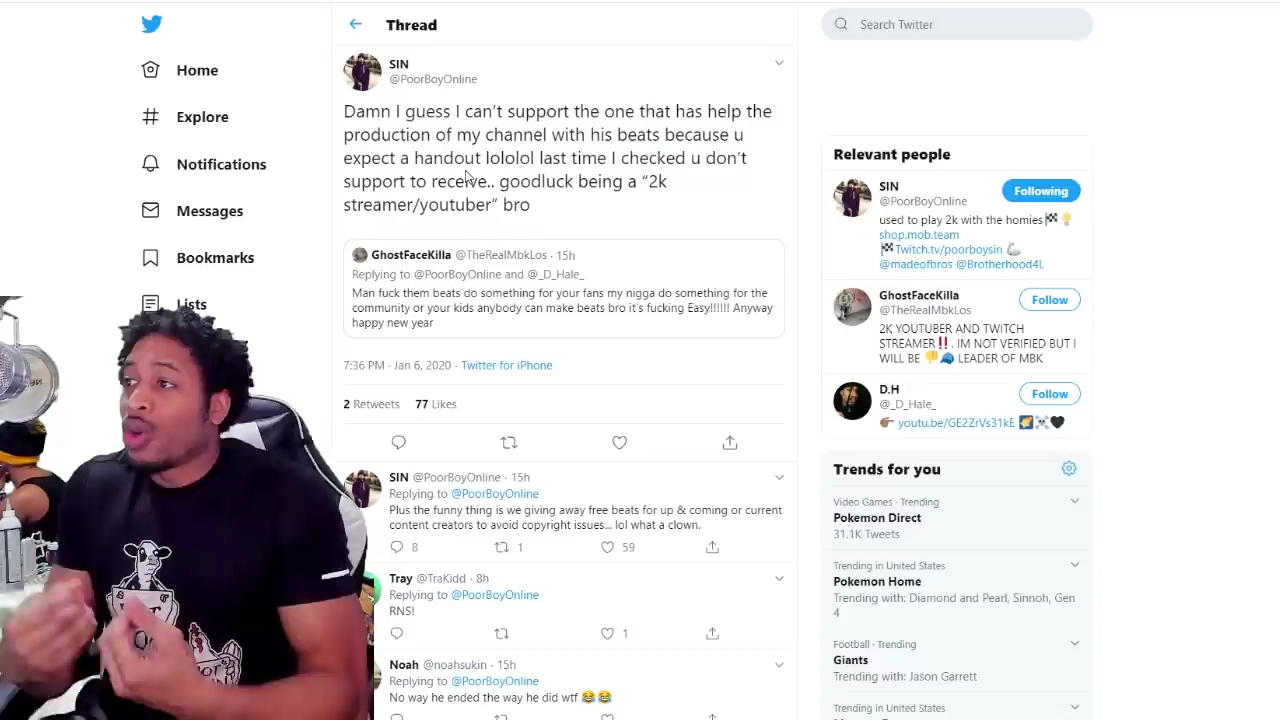 Home
Explore
Notifications
Messages
Bookmarks
Lists
Thread
SIN
@PoorBoyOnline
Damn I guess I can't support the one that has help the
production of my channel with his beats because u
expect a handout lololol last time I checked u don't
support to receive.. goodluck being a "2k
streamer/youtuber" bro
GhostFaceKilla @TheRealMbkLos · 15h
Replying to @PoorBoyOnline and @_D_Hale_
Man fuck them beats do something for your fans my nigga do something for the
community or your kids anybody can make beats bro it's fucking Easy!!!!!! Anyway
happy new year
7:36 PM · Jan 6, 2020 · Twitter for iPhone
2 Retweets 77 Likes
SIN @PoorBoyOnline · 15h
Replying to @PoorBoyOnline
Plus the funny thing is we giving away free beats for up & coming or current
content creators to avoid copyright issues... lol what a clown.
8 1 59
Tray @TraKidd · 8h
Replying to @PoorBoyOnline
RNS!
1
Noah @noahsukin · 15h
Replying to @PoorBoyOnline
No way he ended the way he did wtf 😂😂
Search Twitter
Relevant people
SIN
@PoorBoyOnline
Following
used to play 2k with the homies🏁💡
shop.mob.team
🏁Twitch.tv/poorboysin 💪
@madeofbros @Brotherhood4L
GhostFaceKilla
@TheRealMbkLos
Follow
2K YOUTUBER AND TWITCH
STREAMER‼️. IM NOT VERIFIED BUT I
WILL BE 👎🧢 LEADER OF MBK
D.H
@_D_Hale_
Follow
youtu.be/GE2ZrVs31kE
Trends for you
Video Games · Trending
Pokemon Direct
31.1K Tweets
Trending in United States
Pokemon Home
Trending with: Diamond and Pearl, Sinnoh, Gen
4
Football · Trending
Giants
Trending with: Jason Garrett
Trending in United States